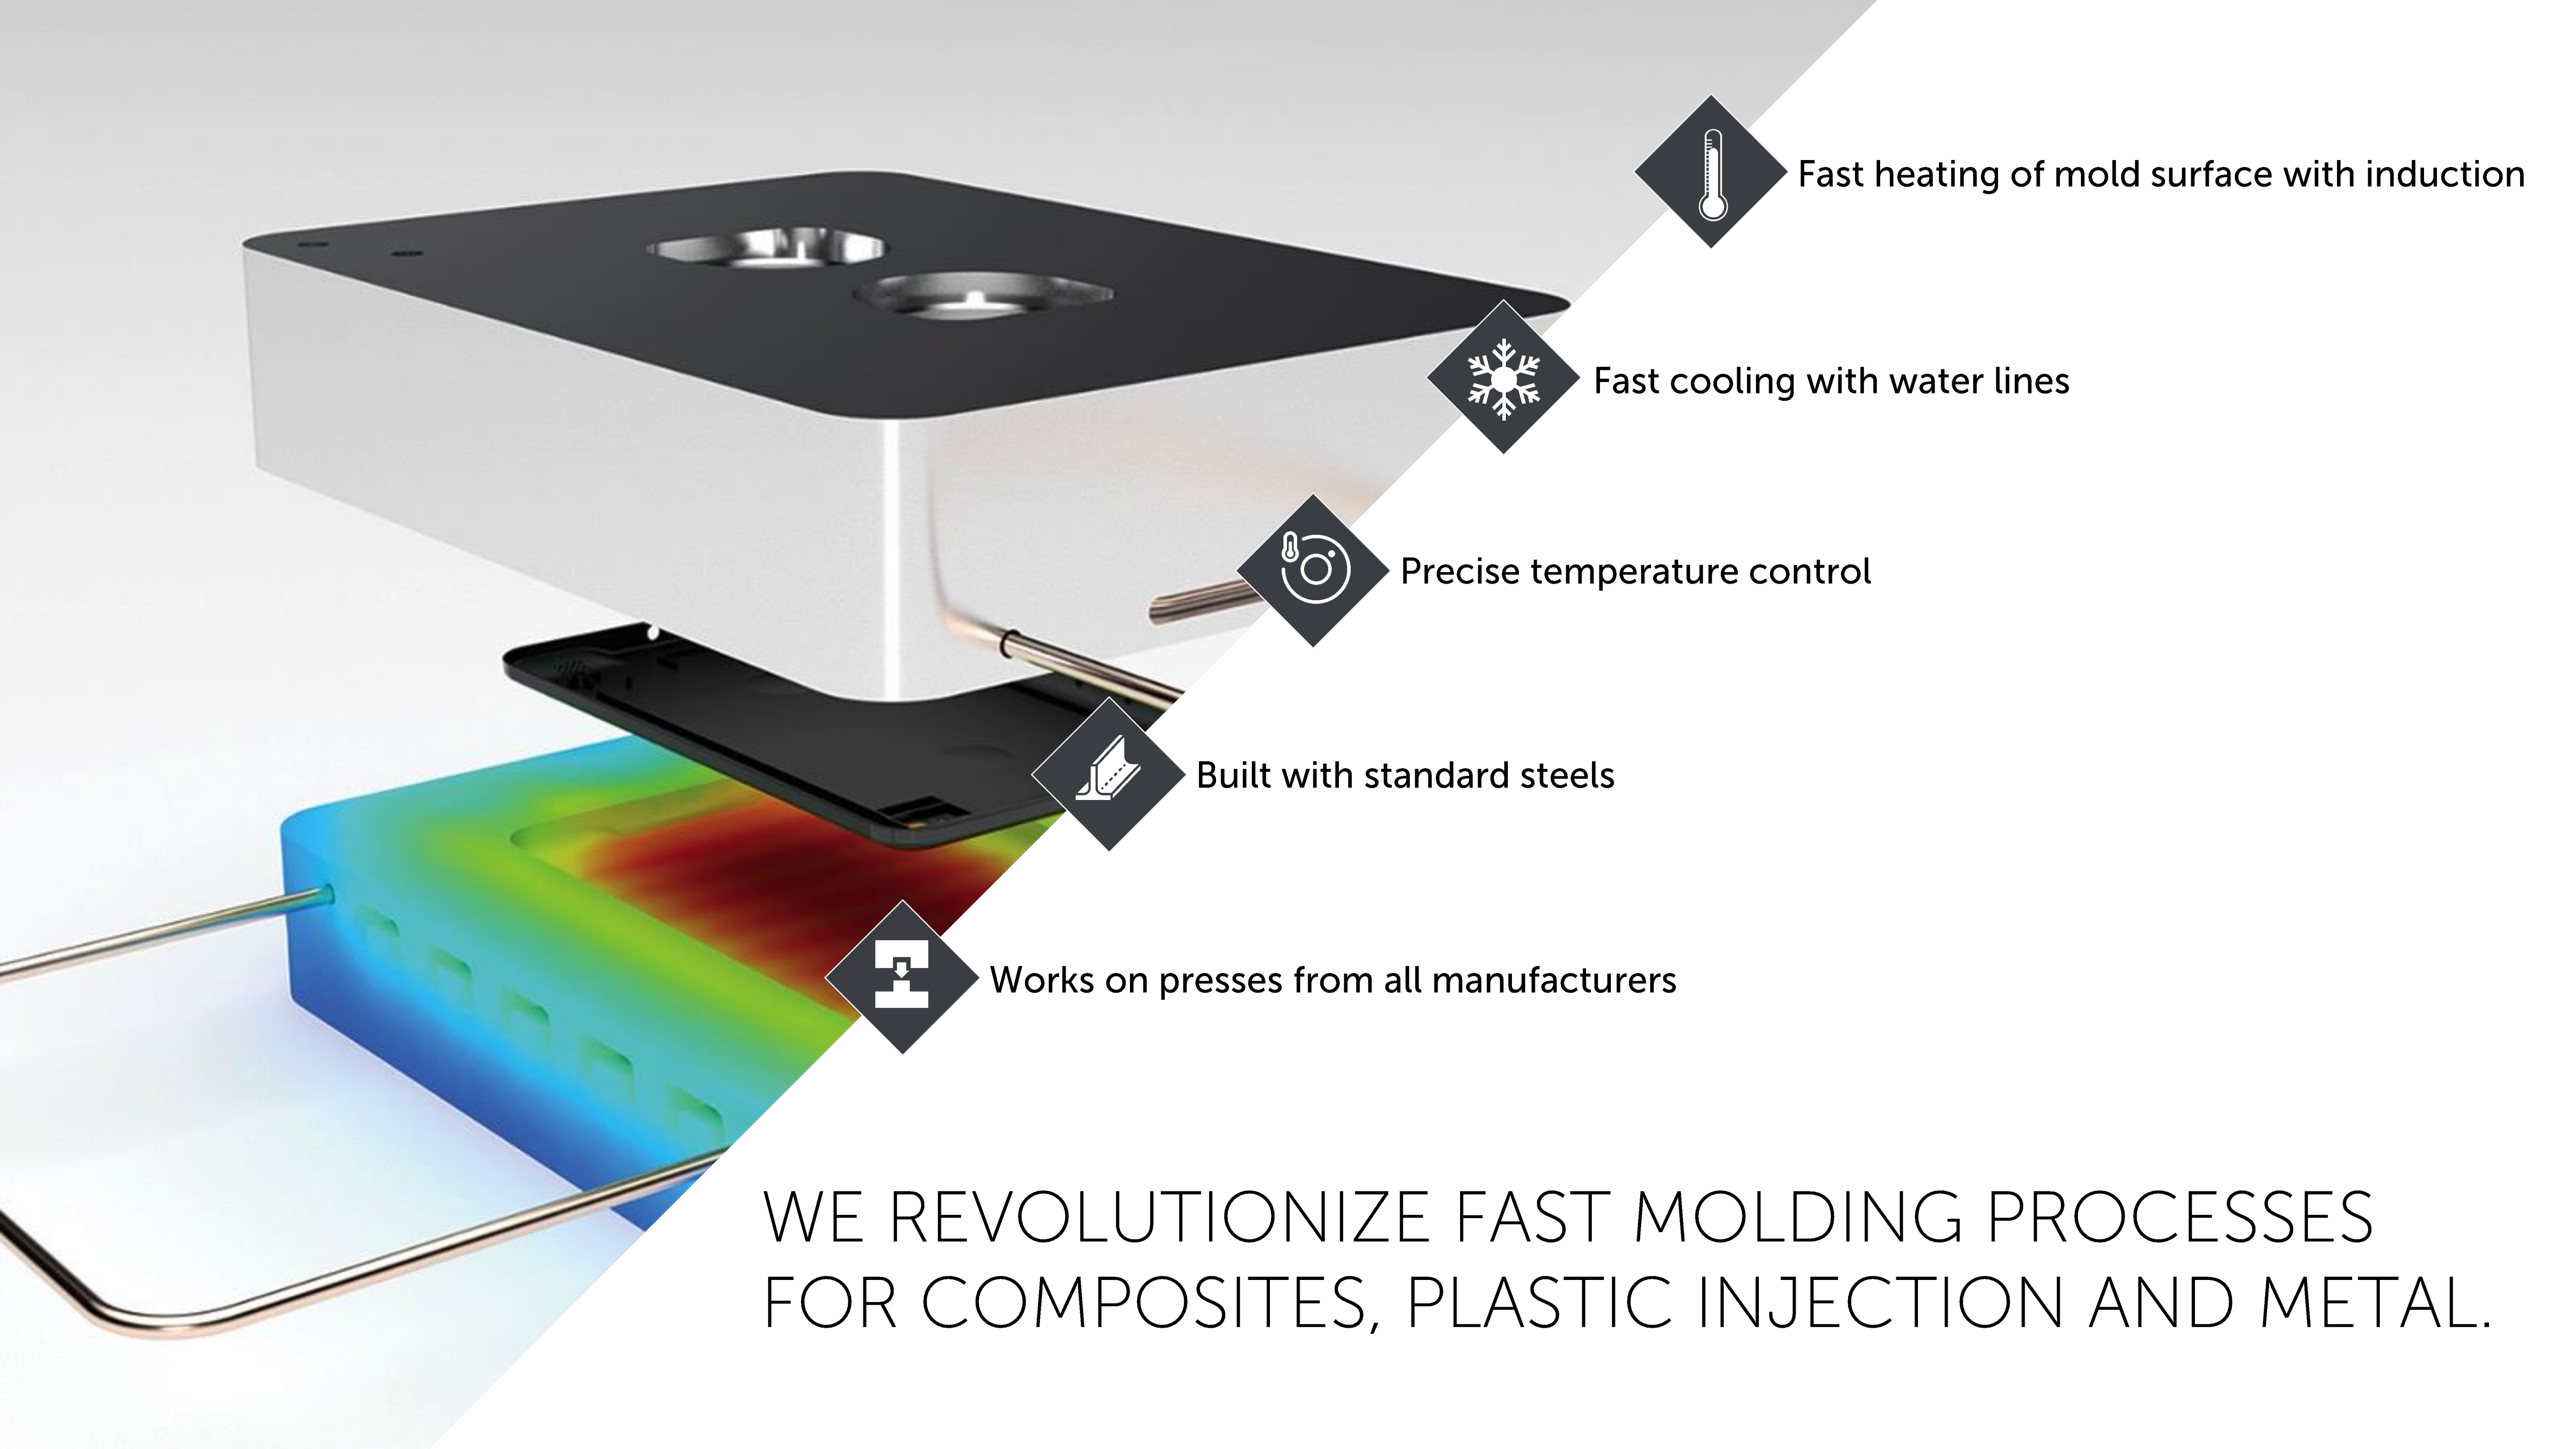 Fast heating of mold surface with induction
Fast cooling with water lines
Precise temperature control
Built with standard steels
Works on presses from all manufacturers
WE REVOLUTIONIZE FAST MOLDING PROCESSES
FOR COMPOSITES, PLASTIC INJECTION AND METAL.